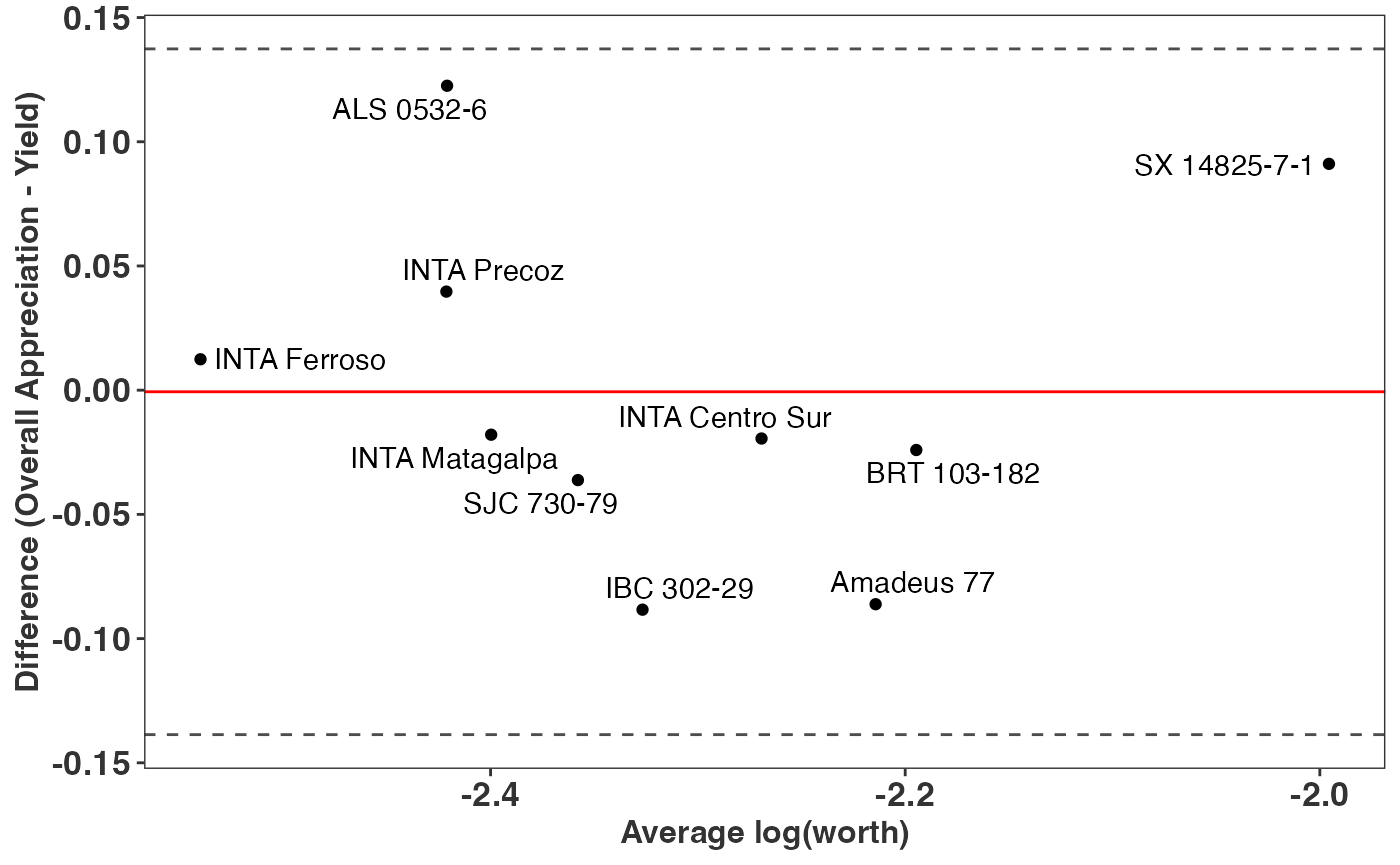 0.15
0.10
0.05
0.00
-0.05
-0.10
-0.15
Difference (Overall Appreciation - Yield)
ALS 0532-6
SX 14825-7-1
INTA Precoz
INTA Ferroso
INTA Centro Sur
INTA Matagalpa
BRT 103-182
SJC 730-79
IBC 302-29
Amadeus 77
-2.4
-2.2
-2.0
Average log(worth)